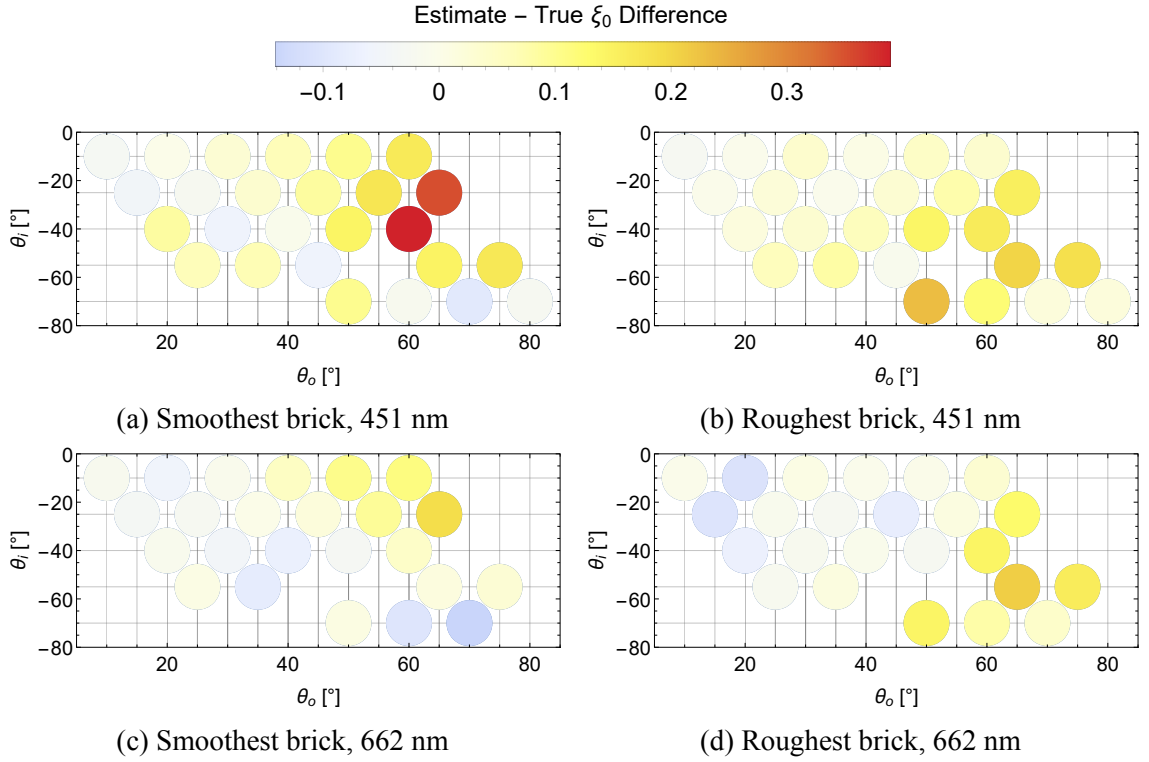 Estimate − True ξ₀ Difference
−0.1 0 0.1 0.2 0.3
0
−20
−40
−60
−80
θᵢ [°]
20 40 60 80
θₒ [°]
(a) Smoothest brick, 451 nm
0
−20
−40
−60
−80
θᵢ [°]
20 40 60 80
θₒ [°]
(b) Roughest brick, 451 nm
0
−20
−40
−60
−80
θᵢ [°]
20 40 60 80
θₒ [°]
(c) Smoothest brick, 662 nm
0
−20
−40
−60
−80
θᵢ [°]
20 40 60 80
θₒ [°]
(d) Roughest brick, 662 nm